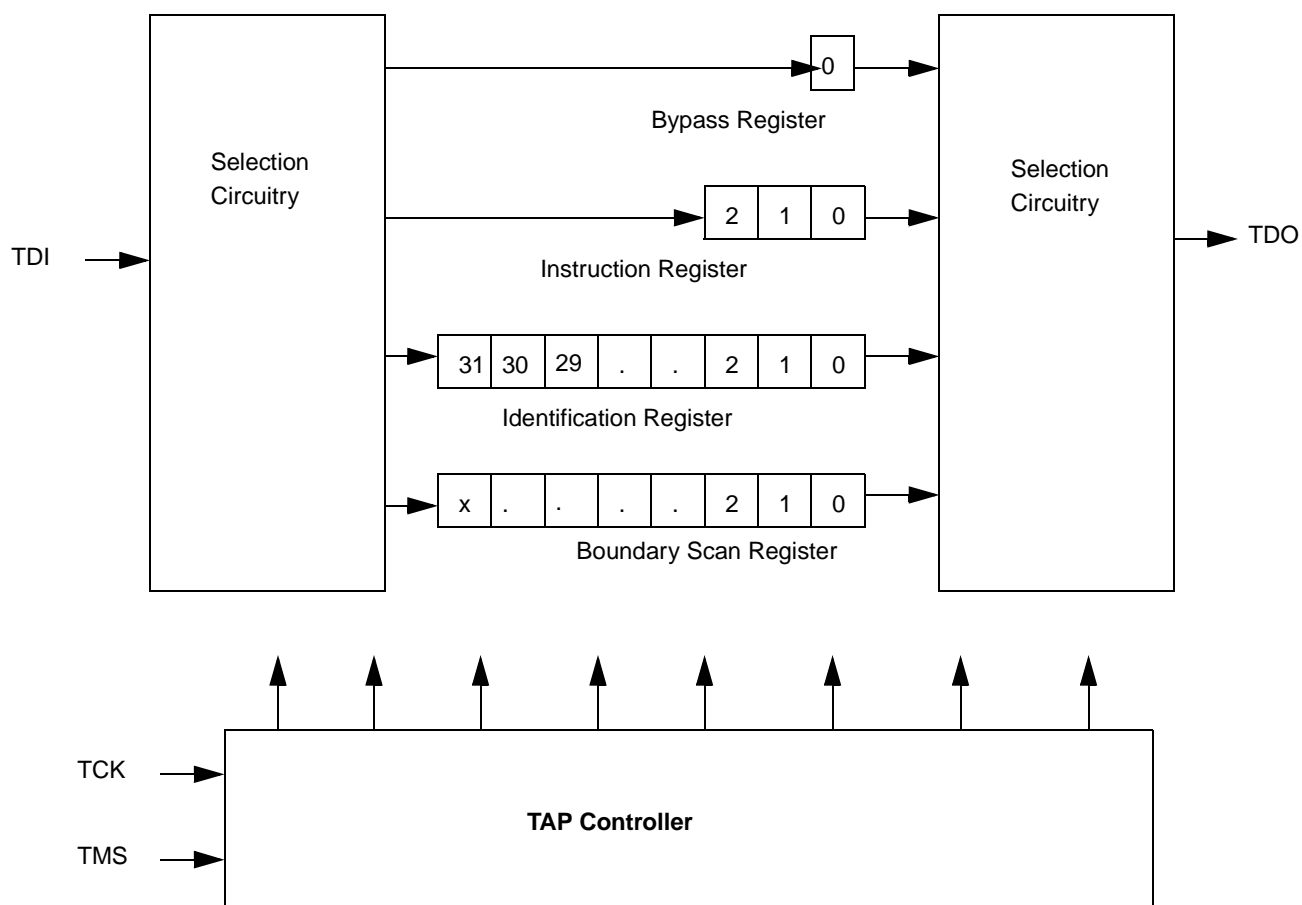 0
Bypass Register
Selection
Circuitry
Selection
Circuitry
2 1 0
TDI
TDO
Instruction Register
31 30 29 . . 2 1 0
Identification Register
x . . . . 2 1 0
Boundary Scan Register
TCK
TAP Controller
TMS